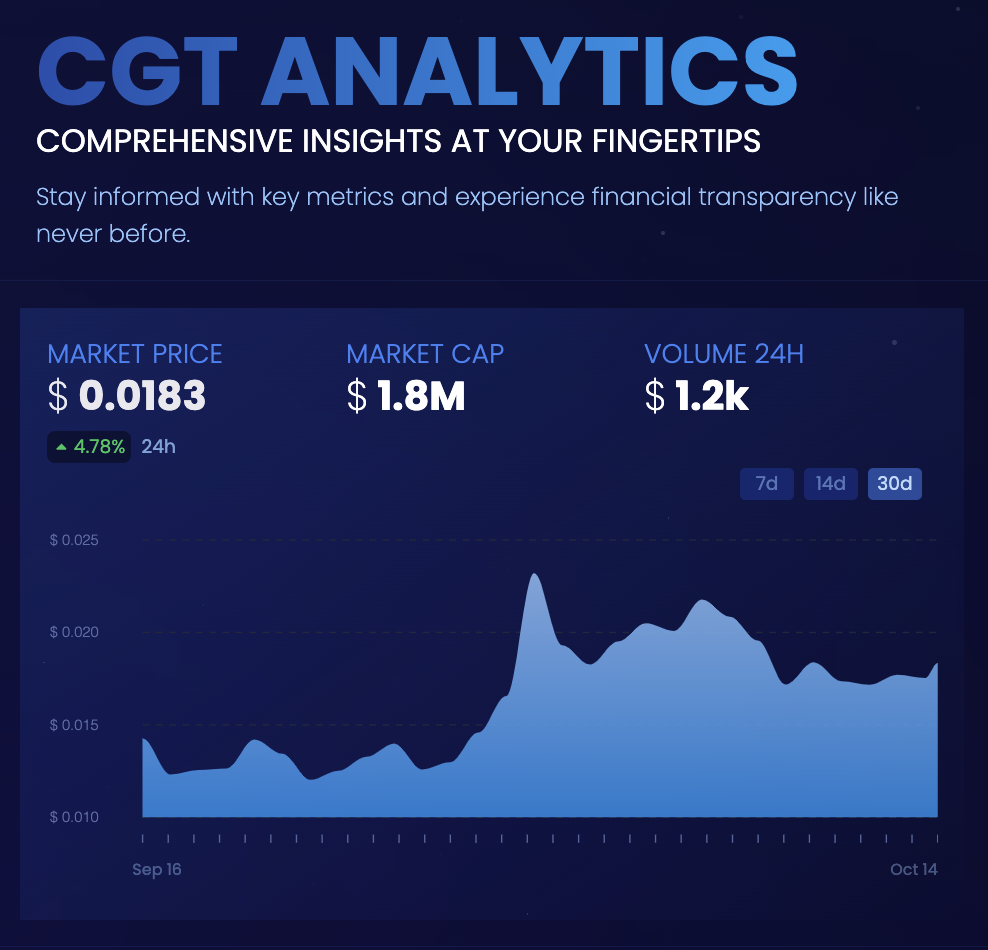 CGT ANALYTICS
COMPREHENSIVE INSIGHTS AT YOUR FINGERTIPS
Stay informed with key metrics and experience financial transparency like
never before.
MARKET PRICE MARKET CAP VOLUME 24H
$ 0.0183 $ 1.8M $ 1.2k
4.78% 24h
7d 14d 30d
$ 0.025
$ 0.020
$ 0.015
$ 0.010
Sep 16 Oct 14